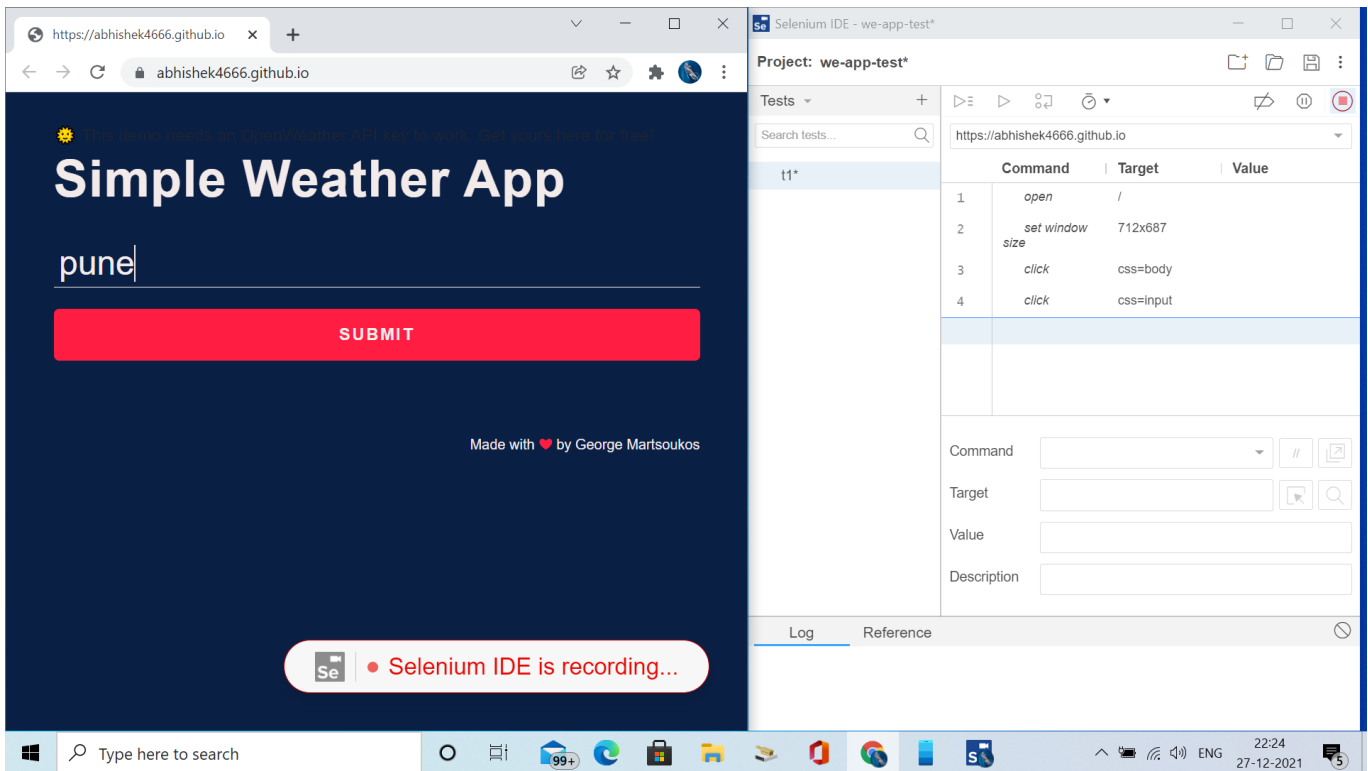 https://abhishek4666.github.io
abhishek4666.github.io
🌞 This demo needs an OpenWeather API key to work. Get yours here for free!
Simple Weather App
pune
SUBMIT
Made with ❤ by George Martsoukos
Se
Selenium IDE is recording...
Se Selenium IDE - we-app-test*
Project: we-app-test*
Tests
Search tests...
t1*
https://abhishek4666.github.io
Command Target Value
1 open /
2 set window size 712x687
3 click css=body
4 click css=input
Command
//
Target
Value
Description
Log Reference
Type here to search
99+
S
ENG
22:24
27-12-2021
5